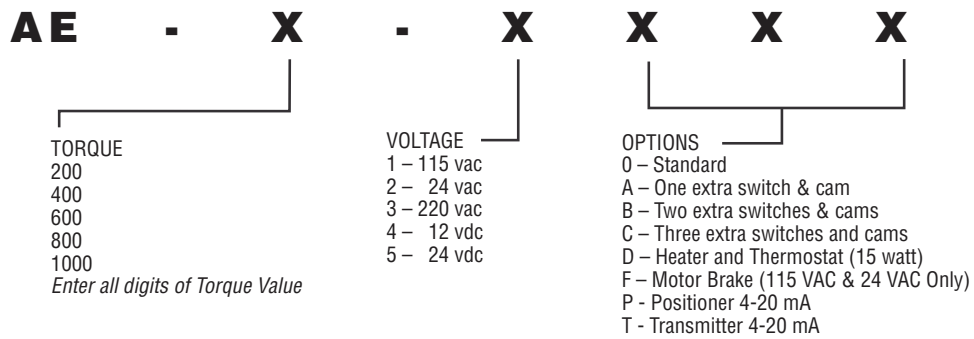 AE - X - X X X X
TORQUE
200
400
600
800
1000
Enter all digits of Torque Value
VOLTAGE
1 – 115 vac
2 – 24 vac
3 – 220 vac
4 – 12 vdc
5 – 24 vdc
OPTIONS
0 – Standard
A – One extra switch & cam
B – Two extra switches & cams
C – Three extra switches and cams
D – Heater and Thermostat (15 watt)
F – Motor Brake (115 VAC & 24 VAC Only)
P - Positioner 4-20 mA
T - Transmitter 4-20 mA